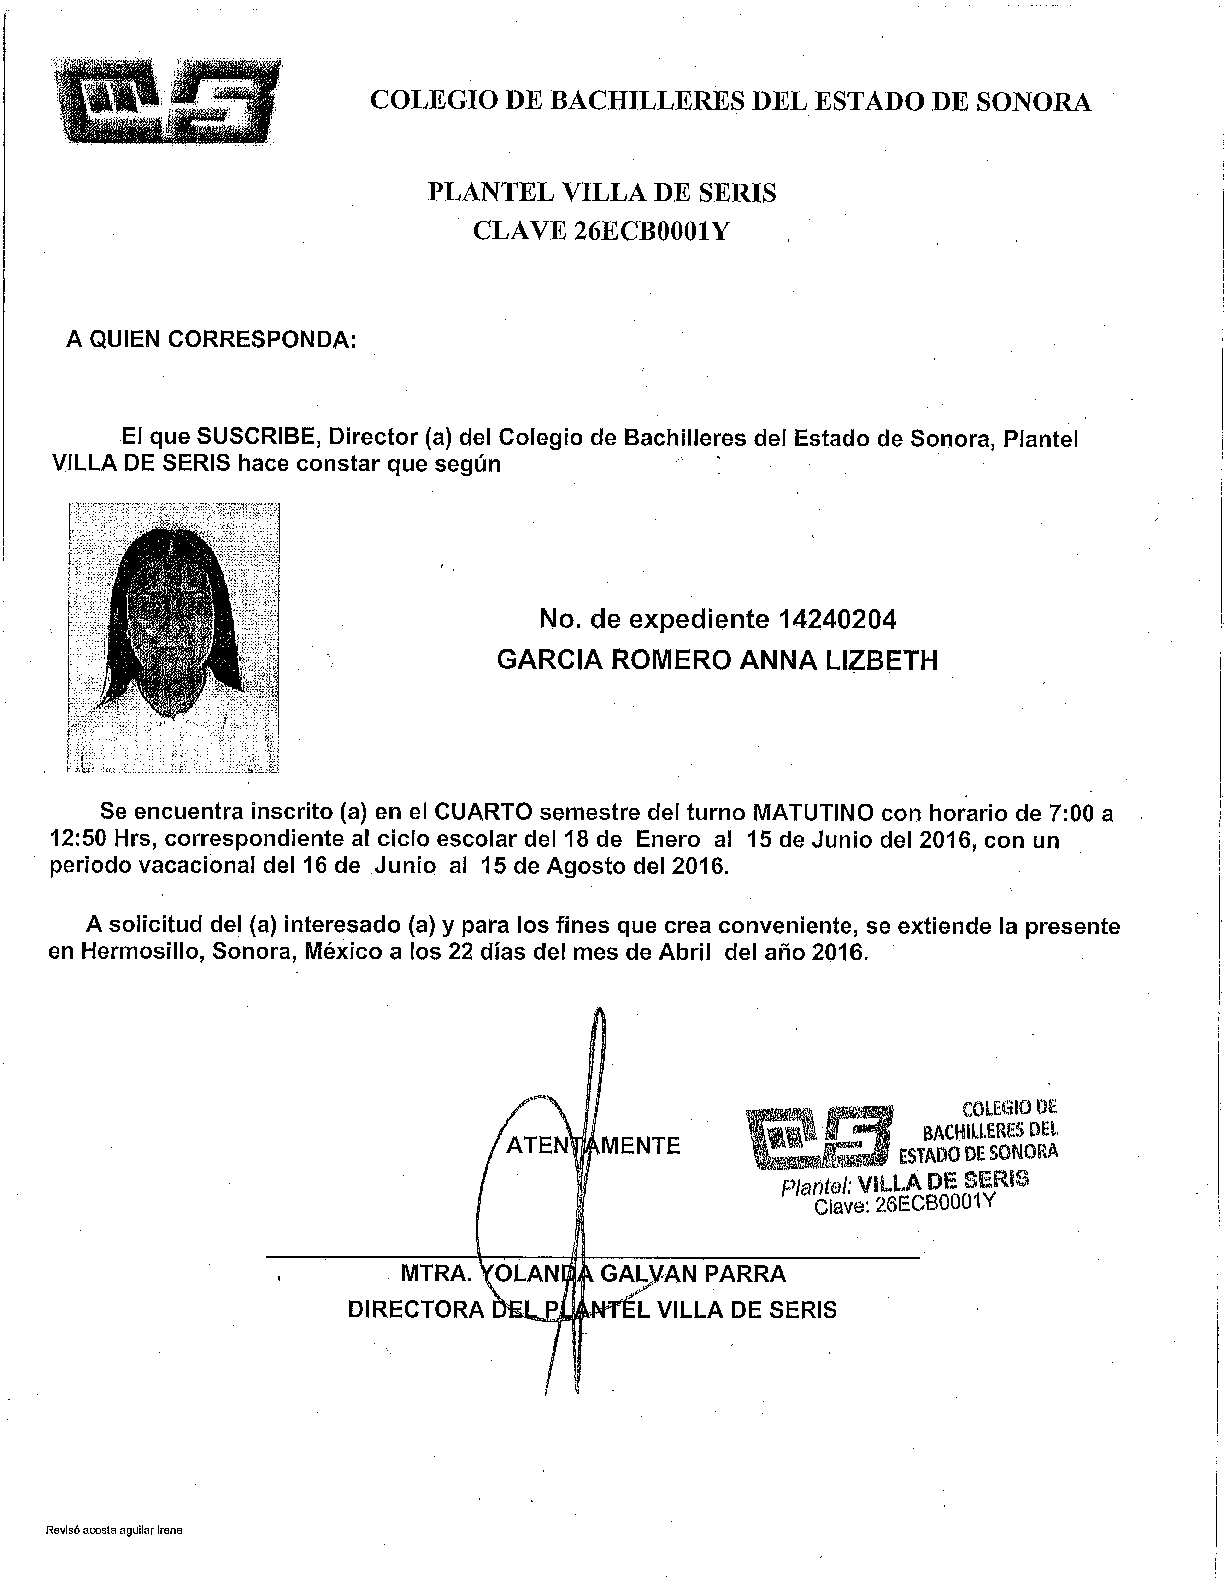 COLEGIO DE BACHILLERES DEL ESTADO DE SONORA
PLANTEL VILLA DE SERIS
CLAVE 26ECB0001Y
A QUIEN CORRESPONDA:
El que SUSCRIBE, Director (a) del Colegio de Bachilleres del Estado de Sonora, Plantel
VILLA DE SERIS hace constar que según
No. de expediente 14240204
GARCIA ROMERO ANNA LIZBETH
Se encuentra inscrito (a) en el CUARTO semestre del turno MATUTINO con horario de 7:00 a
12:50 Hrs, correspondiente al ciclo escolar del 18 de Enero al 15 de Junio del 2016, con un
periodo vacacional del 16 de Junio al 15 de Agosto del 2016.
A solicitud del (a) interesado (a) y para los fines que crea conveniente, se extiende la presente
en Hermosillo, Sonora, México a los 22 días del mes de Abril del año 2016.
ATENTAMENTE
COLEGIO DE
BACHILLERES DEL
ESTADO DE SONORA
Plantel: VILLA DE SERIS
Clave: 26ECB0001Y
MTRA. YOLANDA GALVAN PARRA
DIRECTORA DEL PLANTEL VILLA DE SERIS
Revisó acosta aguilar irene